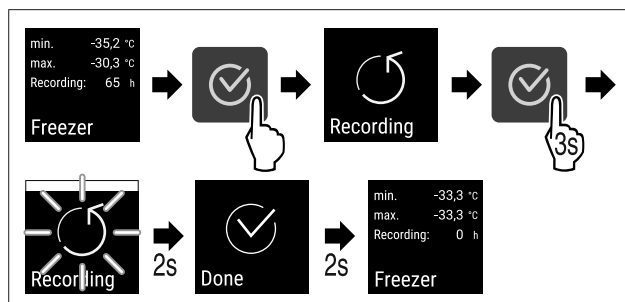 min. -35,2 °C
max. -30,3 °C
Recording: 65 h
Freezer
Recording
3s
Recording
2s
Done
2s
min. -33,3 °C
max. -33,3 °C
Recording: 0 h
Freezer